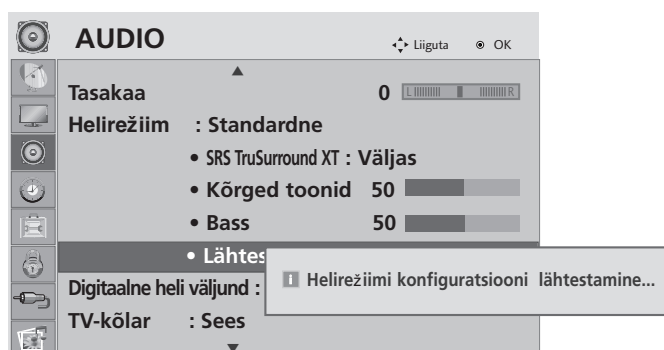 AUDIO
Liiguta OK
Tasakaa 0 L R
Helirežiim : Standardne
• SRS TruSurround XT : Väljas
• Kõrged toonid 50
• Bass 50
• Lähtes
Helirežiimi konfiguratsiooni lähtestamine...
Digitaalne heli väljund :
TV-kõlar : Sees